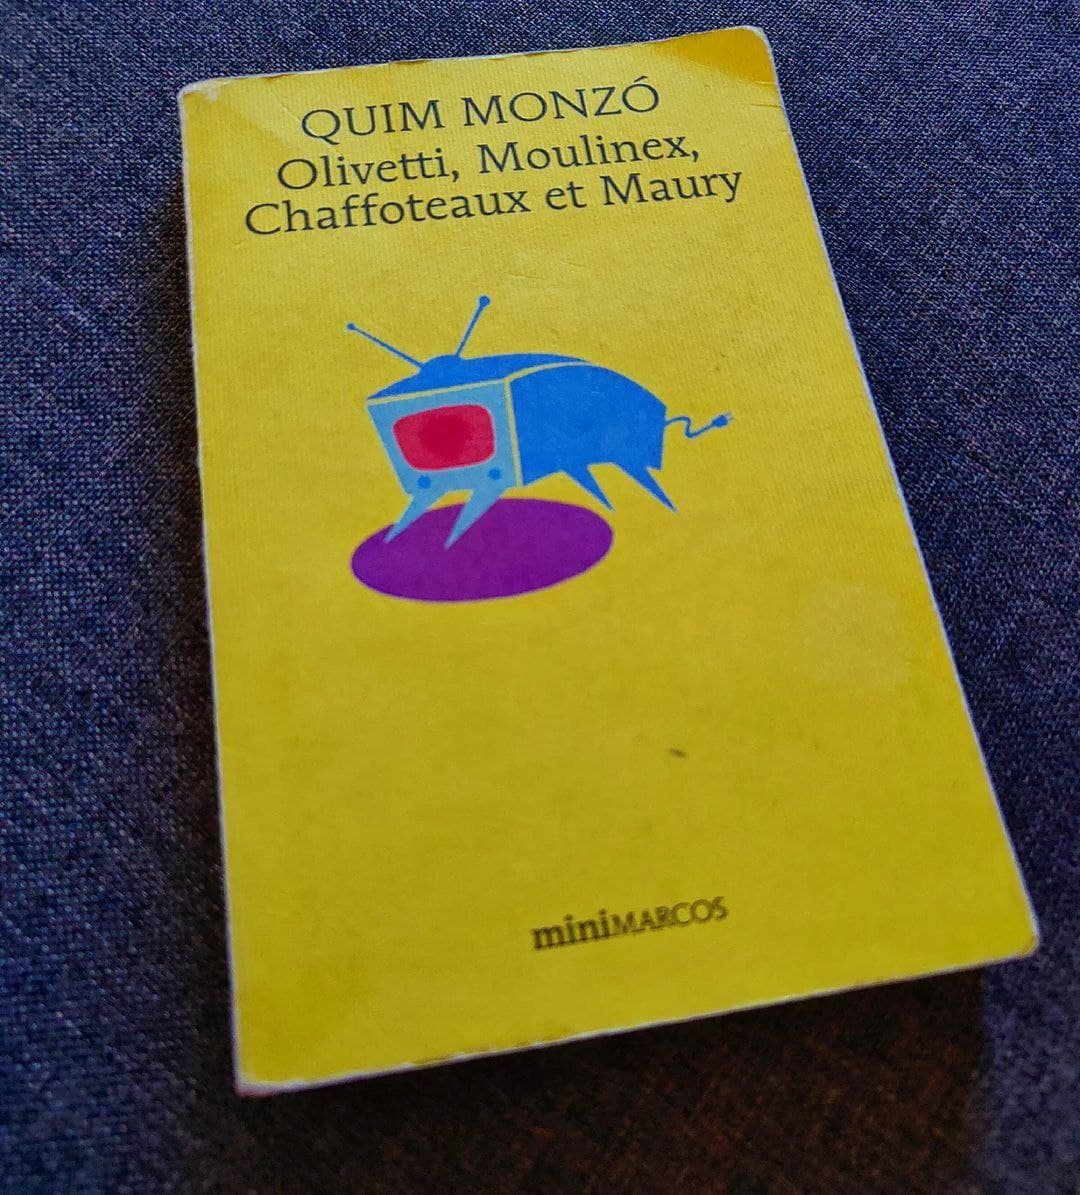 QUIM MONZÓ
Olivetti, Moulinex,
Chaffoteaux et Maury
miniMARCOS